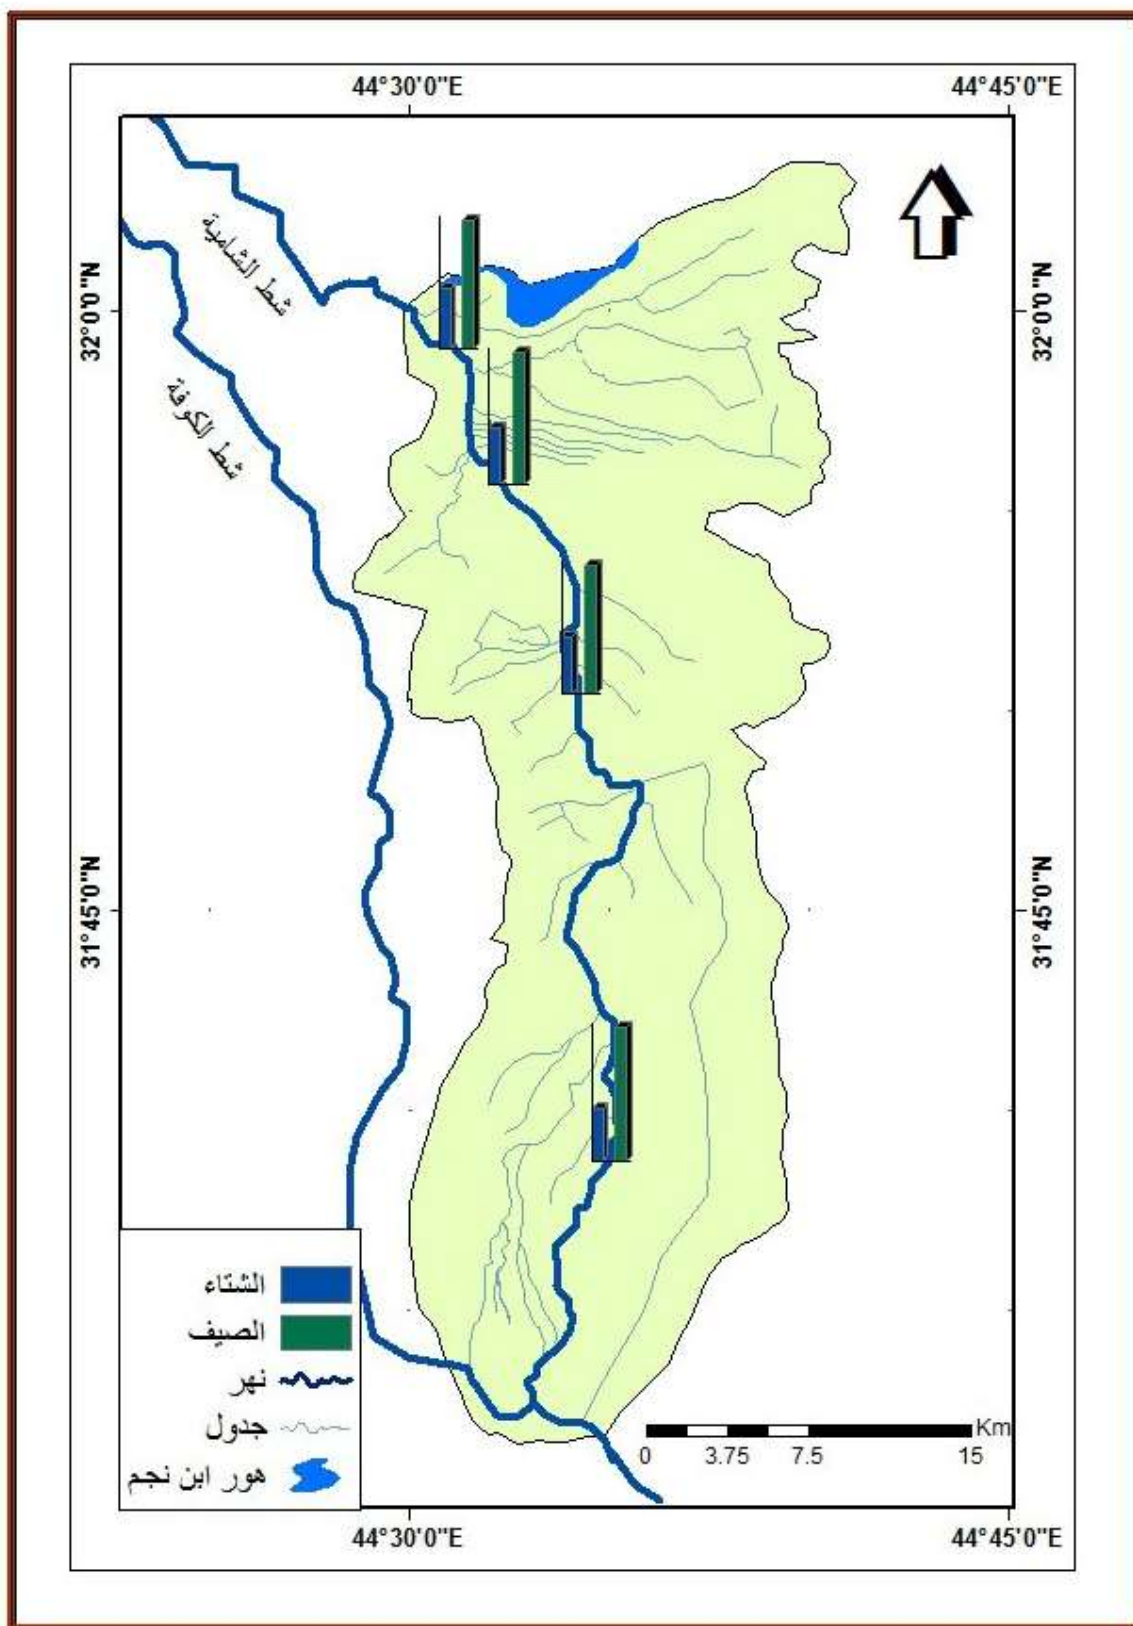 44°30'0"E
44°45'0"E
32°0'0"N
32°0'0"N
شط الشامية
شط الكوفة
31°45'0"N
31°45'0"N
الشتاء
الصيف
نهر
جدول
هور ابن نجم
Km
0 3.75 7.5 15
44°30'0"E
44°45'0"E